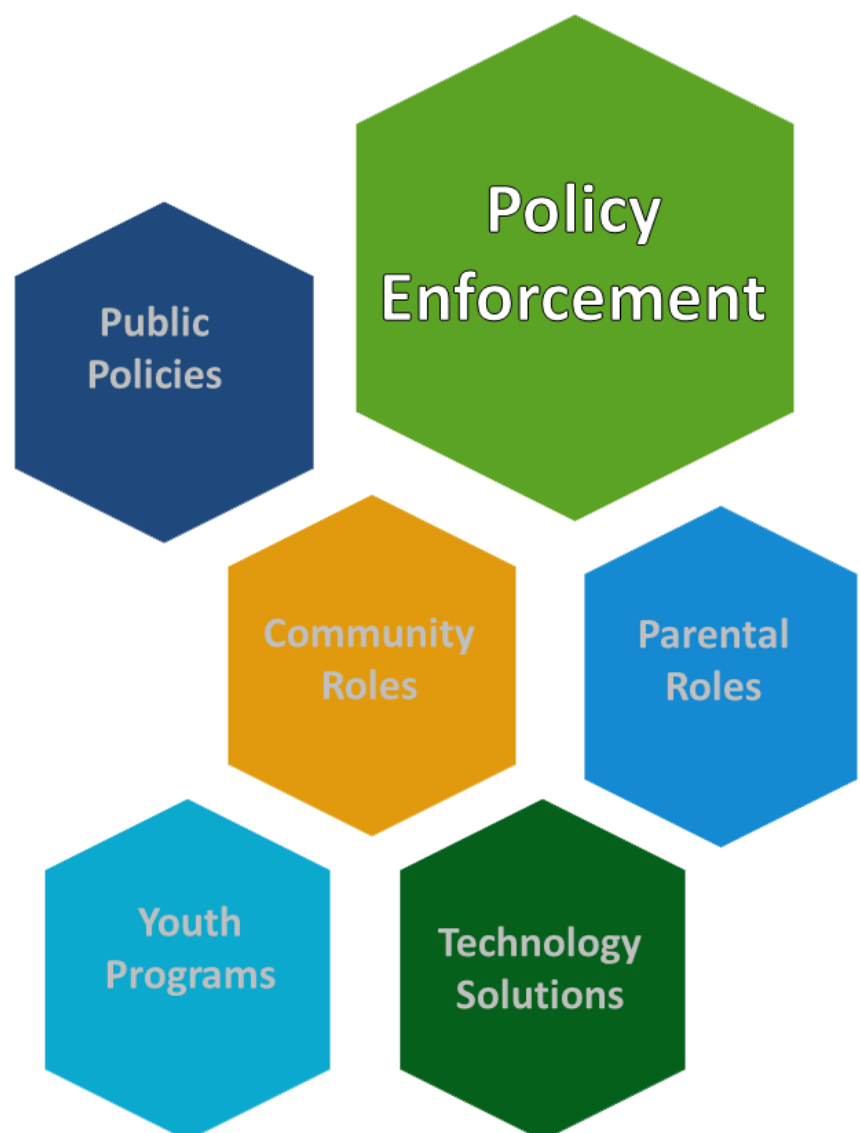 Policy
Enforcement
Public
Policies
Community
Roles
Parental
Roles
Youth
Programs
Technology
Solutions